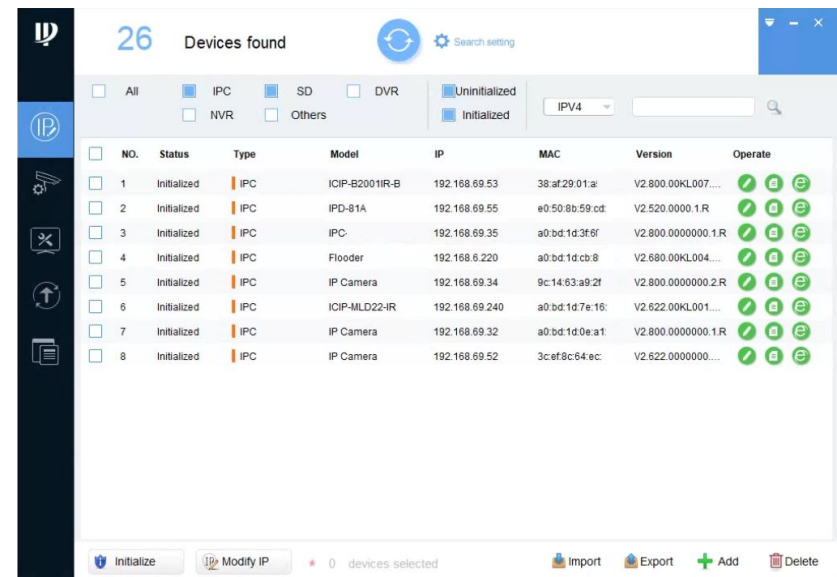 26 Devices found Search setting
All IPC SD DVR Uninitialized
NVR Others Initialized IPV4
NO. Status Type Model IP MAC Version Operate
1 Initialized IPC ICIP-B2001IR-B 192.168.69.53 38:af:29:01:a V2.800.00KL007....
2 Initialized IPC IPD-81A 192.168.69.55 e0:50:8b:59:cd: V2.520.0000.1.R
3 Initialized IPC IPC- 192.168.69.35 a0:bd:1d:3f:6f V2.800.0000000.1.R
4 Initialized IPC Flooder 192.168.6.220 a0:bd:1d:cb:8 V2.680.00KL004....
5 Initialized IPC IP Camera 192.168.69.34 9c:14:63:a9:2f V2.800.0000000.2.R
6 Initialized IPC ICIP-MLD22-IR 192.168.69.240 a0:bd:1d:7e:16: V2.622.00KL001....
7 Initialized IPC IP Camera 192.168.69.32 a0:bd:1d:0e:a1: V2.800.0000000.1.R
8 Initialized IPC IP Camera 192.168.69.52 3c:ef:8c:64:ec: V2.622.0000000....
Initialize IP Modify IP * 0 devices selected Import Export Add Delete